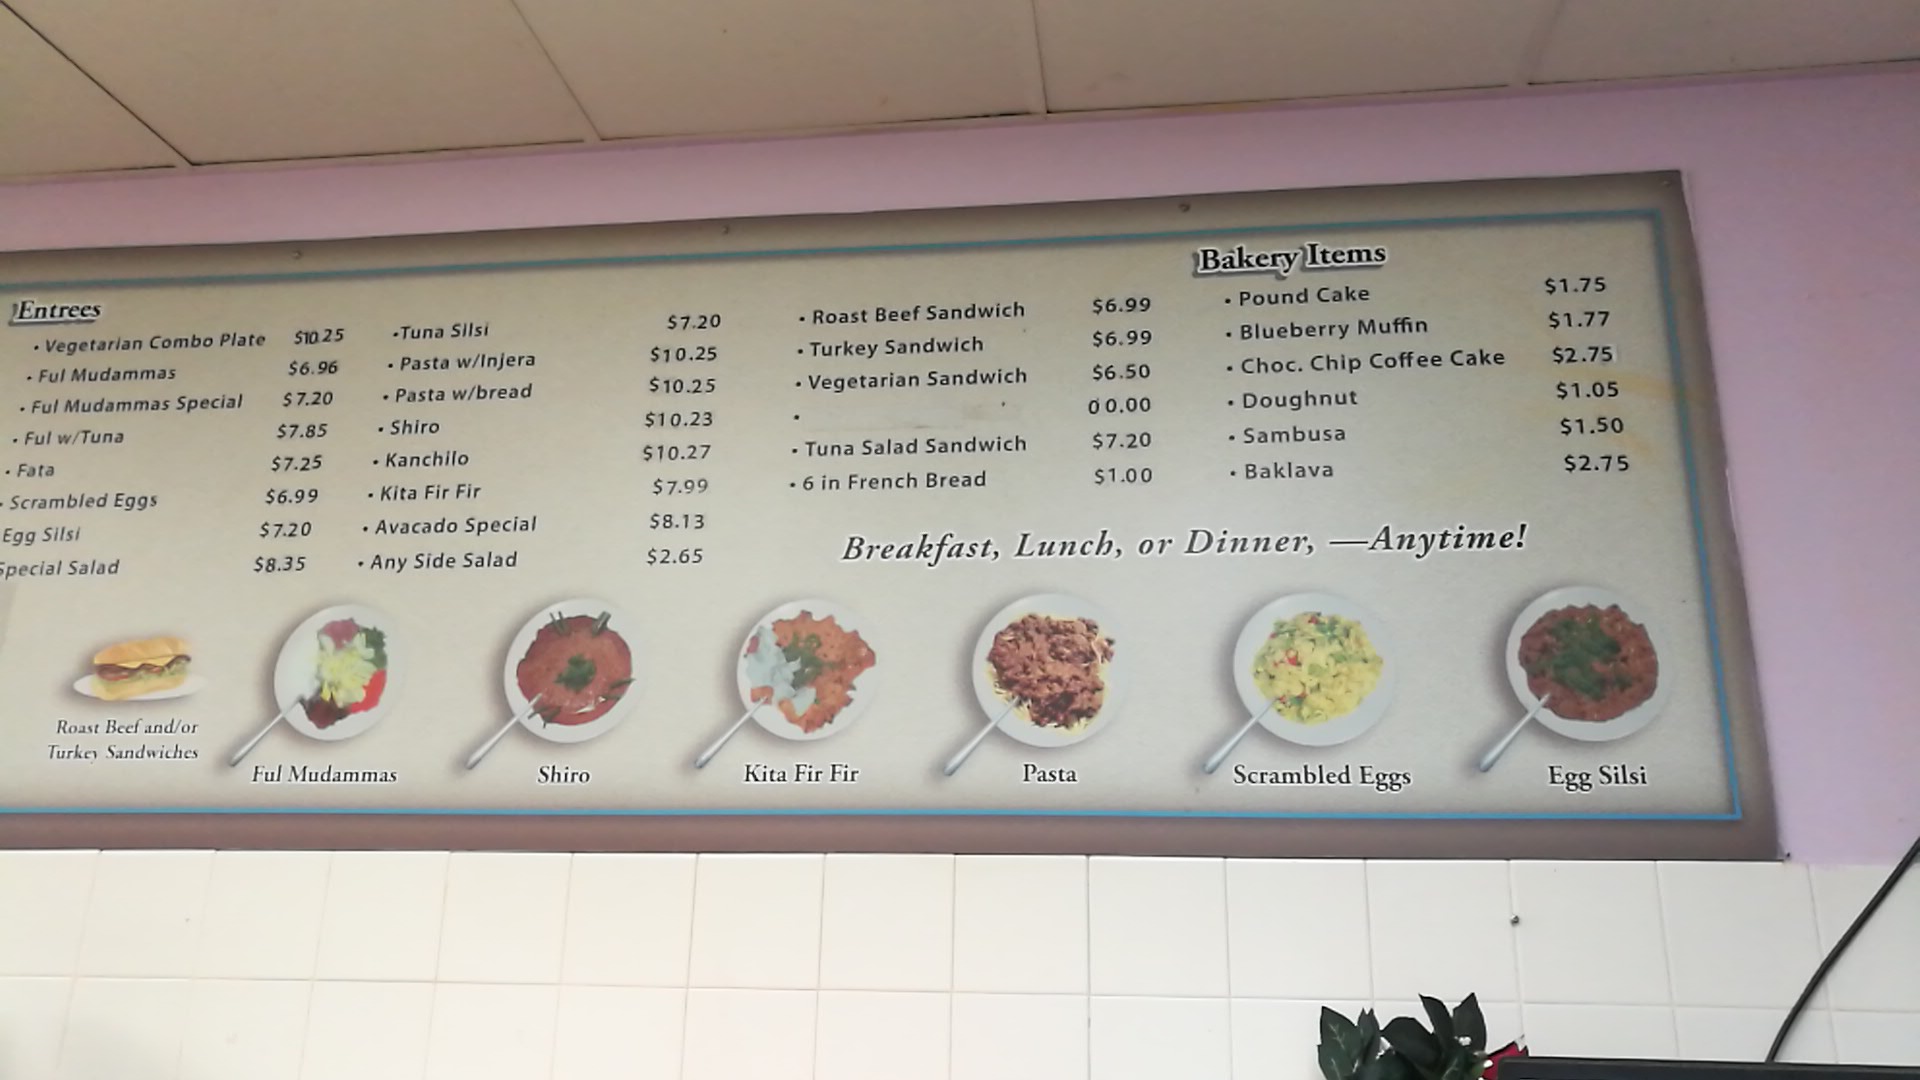 Entrees
• Vegetarian Combo Plate $10.25
• Ful Mudammas $6.96
• Ful Mudammas Special $7.20
• Ful w/Tuna $7.85
• Fata $7.25
• Scrambled Eggs $6.99
Egg Silsi $7.20
Special Salad $8.35
•Tuna Silsi $7.20
• Pasta w/Injera $10.25
• Pasta w/bread $10.25
• Shiro $10.23
• Kanchilo $10.27
• Kita Fir Fir $7.99
• Avacado Special $8.13
• Any Side Salad $2.65
• Roast Beef Sandwich $6.99
• Turkey Sandwich $6.99
• Vegetarian Sandwich $6.50
• 00.00
• Tuna Salad Sandwich $7.20
• 6 in French Bread $1.00
Bakery Items
• Pound Cake $1.75
• Blueberry Muffin $1.77
• Choc. Chip Coffee Cake $2.75
• Doughnut $1.05
• Sambusa $1.50
• Baklava $2.75
Breakfast, Lunch, or Dinner, —Anytime!
Roast Beef and/or
Turkey Sandwiches
Ful Mudammas
Shiro
Kita Fir Fir
Pasta
Scrambled Eggs
Egg Silsi